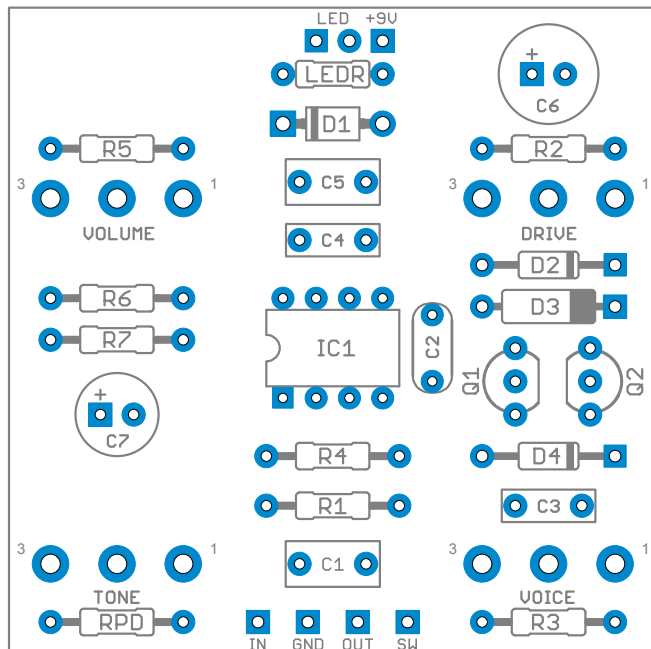 LED +9V
LEDR
+
C6
D1
R5
R2
C5
3 1
3 1
VOLUME
C4
DRIVE
D2
R6
D3
R7
IC1
C2
Q1
Q2
+
C7
R4
D4
R1
C3
3 1
C1
3 1
TONE
VOICE
RPD
R3
IN GND OUT SW